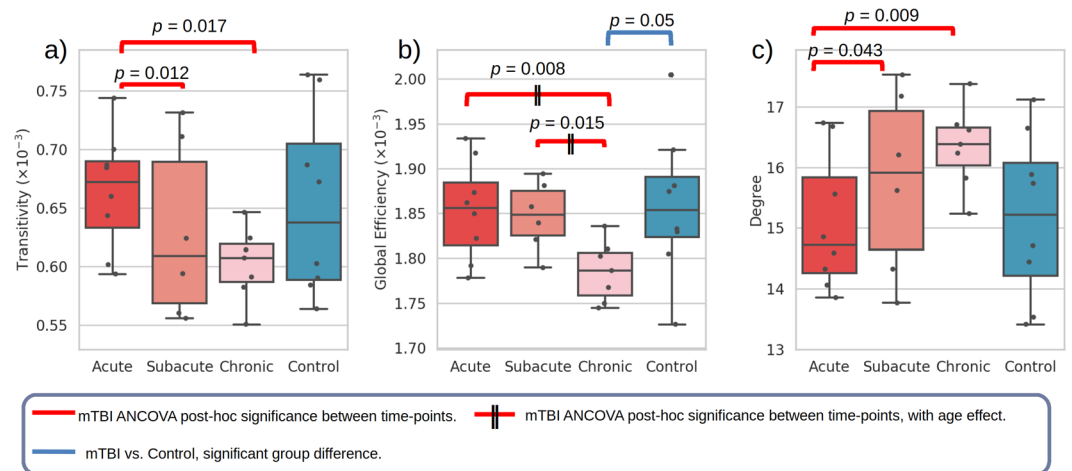 a)
p = 0.017
p = 0.012
Transitivity (×10⁻³)
0.75
0.70
0.65
0.60
0.55
Acute Subacute Chronic Control
b)
p = 0.05
p = 0.008
p = 0.015
Global Efficiency (×10⁻³)
2.00
1.95
1.90
1.85
1.80
1.75
1.70
Acute Subacute Chronic Control
c)
p = 0.009
p = 0.043
Degree
17
16
15
14
13
Acute Subacute Chronic Control
mTBI ANCOVA post-hoc significance between time-points.
mTBI ANCOVA post-hoc significance between time-points, with age effect.
mTBI vs. Control, significant group difference.